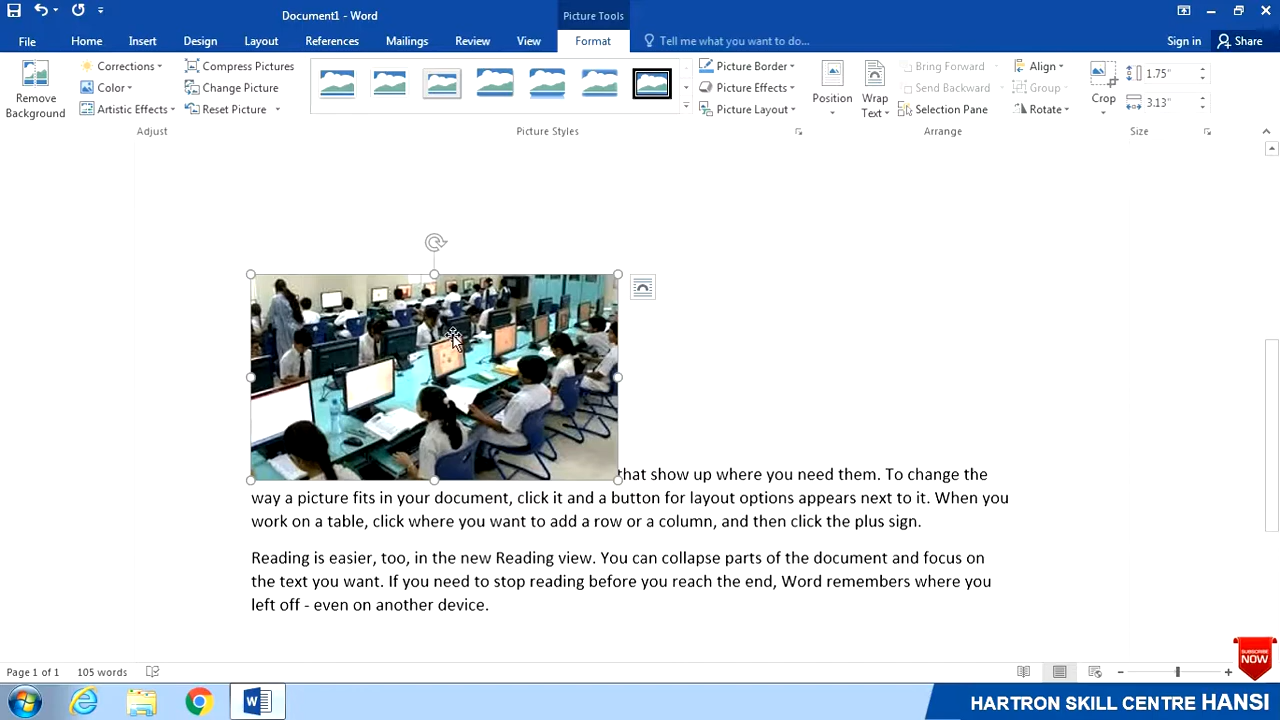 Document1 - Word
Picture Tools
File
Home
Insert
Design
Layout
References
Mailings
Review
View
Format
Tell me what you want to do...
Sign in
Share
Remove
Background
Corrections
Color
Artistic Effects
Compress Pictures
Change Picture
Reset Picture
Adjust
Picture Styles
Picture Border
Picture Effects
Picture Layout
Position
Wrap
Text
Bring Forward
Send Backward
Selection Pane
Align
Group
Rotate
Arrange
Crop
1.75"
3.13"
Size
that show up where you need them. To change the
way a picture fits in your document, click it and a button for layout options appears next to it. When you
work on a table, click where you want to add a row or a column, and then click the plus sign.
Reading is easier, too, in the new Reading view. You can collapse parts of the document and focus on
the text you want. If you need to stop reading before you reach the end, Word remembers where you
left off - even on another device.
Page 1 of 1
105 words
SUBSCRIBE
NOW
HARTRON SKILL CENTRE HANSI